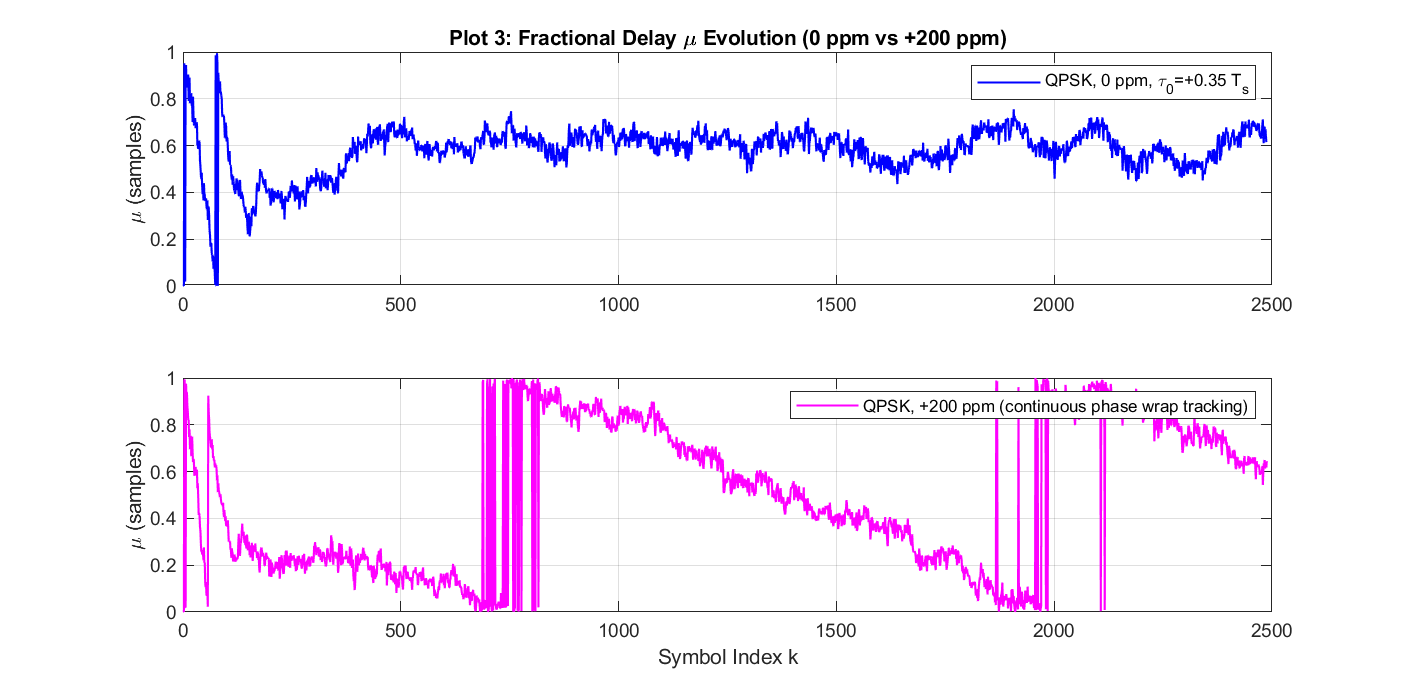 Plot 3: Fractional Delay μ Evolution (0 ppm vs +200 ppm)
1
0.8
0.6
0.4
0.2
0
μ (samples)
QPSK, 0 ppm, τ0=+0.35 Ts
0 500 1000 1500 2000 2500
1
0.8
0.6
0.4
0.2
0
μ (samples)
QPSK, +200 ppm (continuous phase wrap tracking)
0 500 1000 1500 2000 2500
Symbol Index k